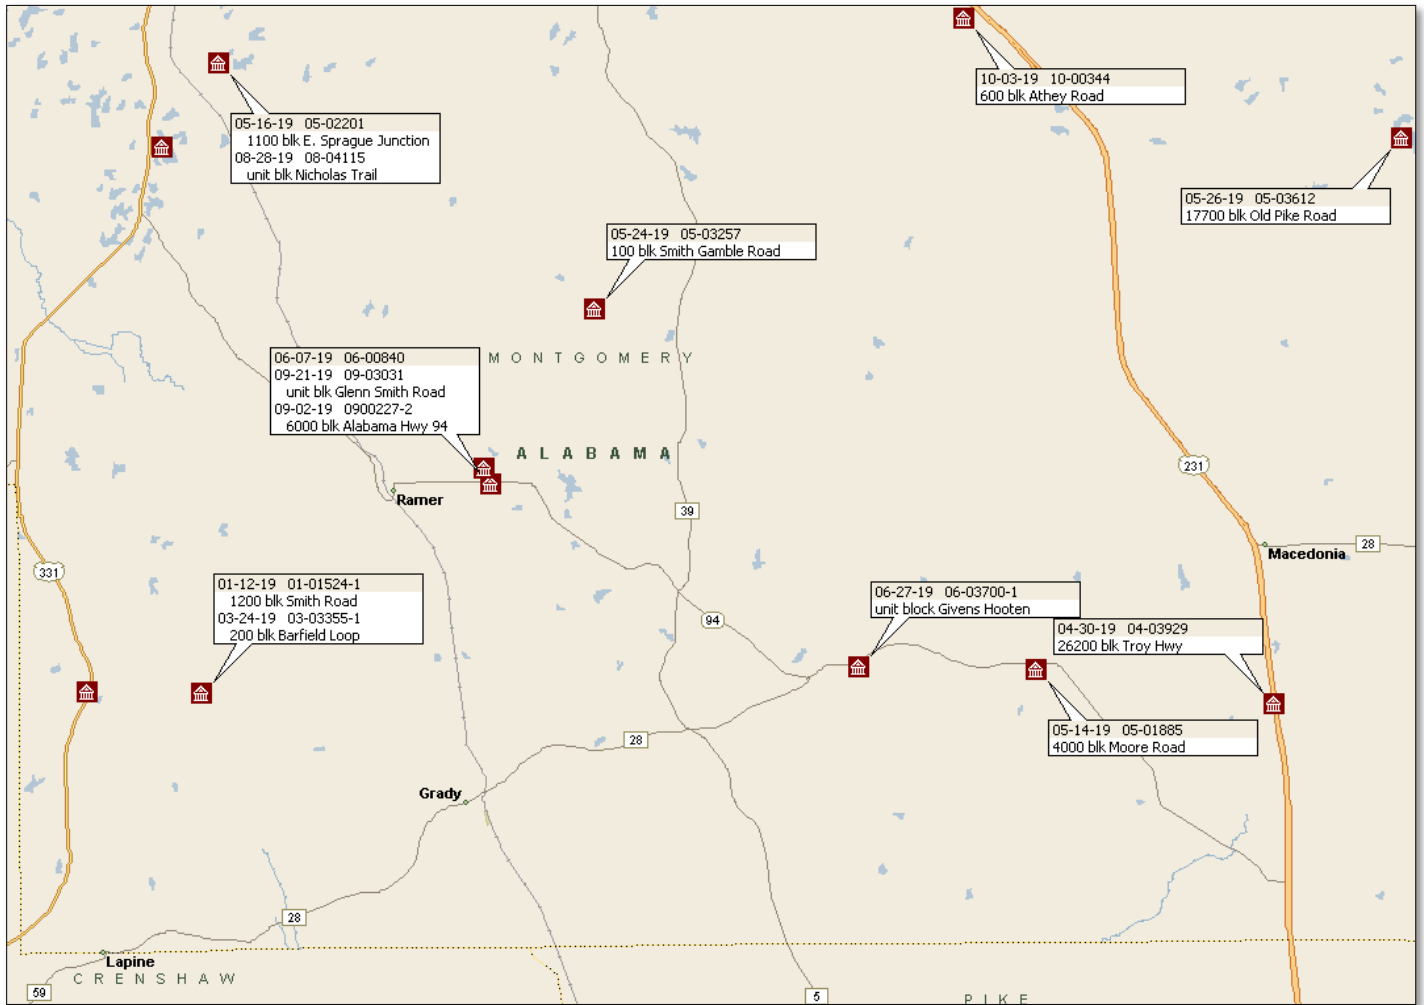 10-03-19 10-00344
600 blk Athey Road
05-16-19 05-02201
1100 blk E. Sprague Junction
08-28-19 08-04115
unit blk Nicholas Trail
05-26-19 05-03612
17700 blk Old Pike Road
05-24-19 05-03257
100 blk Smith Gamble Road
06-07-19 06-00840
09-21-19 09-03031
unit blk Glenn Smith Road
09-02-19 0900227-2
6000 blk Alabama Hwy 94
MONTGOMERY
ALABAMA
231
Ramer
39
Macedonia
28
331
01-12-19 01-01524-1
1200 blk Smith Road
03-24-19 03-03355-1
200 blk Barfield Loop
06-27-19 06-03700-1
unit block Givens Hooten
94
04-30-19 04-03929
26200 blk Troy Hwy
05-14-19 05-01885
4000 blk Moore Road
28
Grady
28
Lapine
CRENSHAW
59
5
PIKE